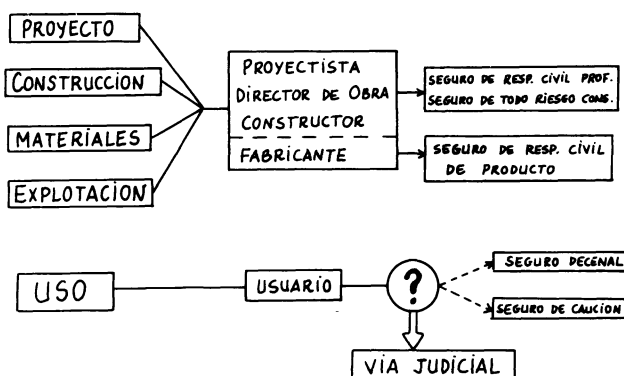 PROYECTO
CONSTRUCCION
MATERIALES
EXPLOTACION
PROYECTISTA
DIRECTOR DE OBRA
CONSTRUCTOR
FABRICANTE
SEGURO DE RESP. CIVIL PROF.
SEGURO DE TODO RIESGO CONS.
SEGURO DE RESP. CIVIL
DE PRODUCTO
USO
USUARIO
?
SEGURO DECENAL
SEGURO DE CAUCION
VIA JUDICIAL